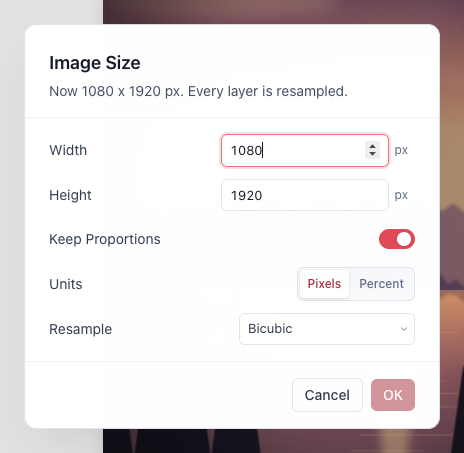 Image Size
Now 1080 x 1920 px. Every layer is resampled.
Width 1080 px
Height 1920 px
Keep Proportions
Units Pixels Percent
Resample Bicubic
Cancel OK